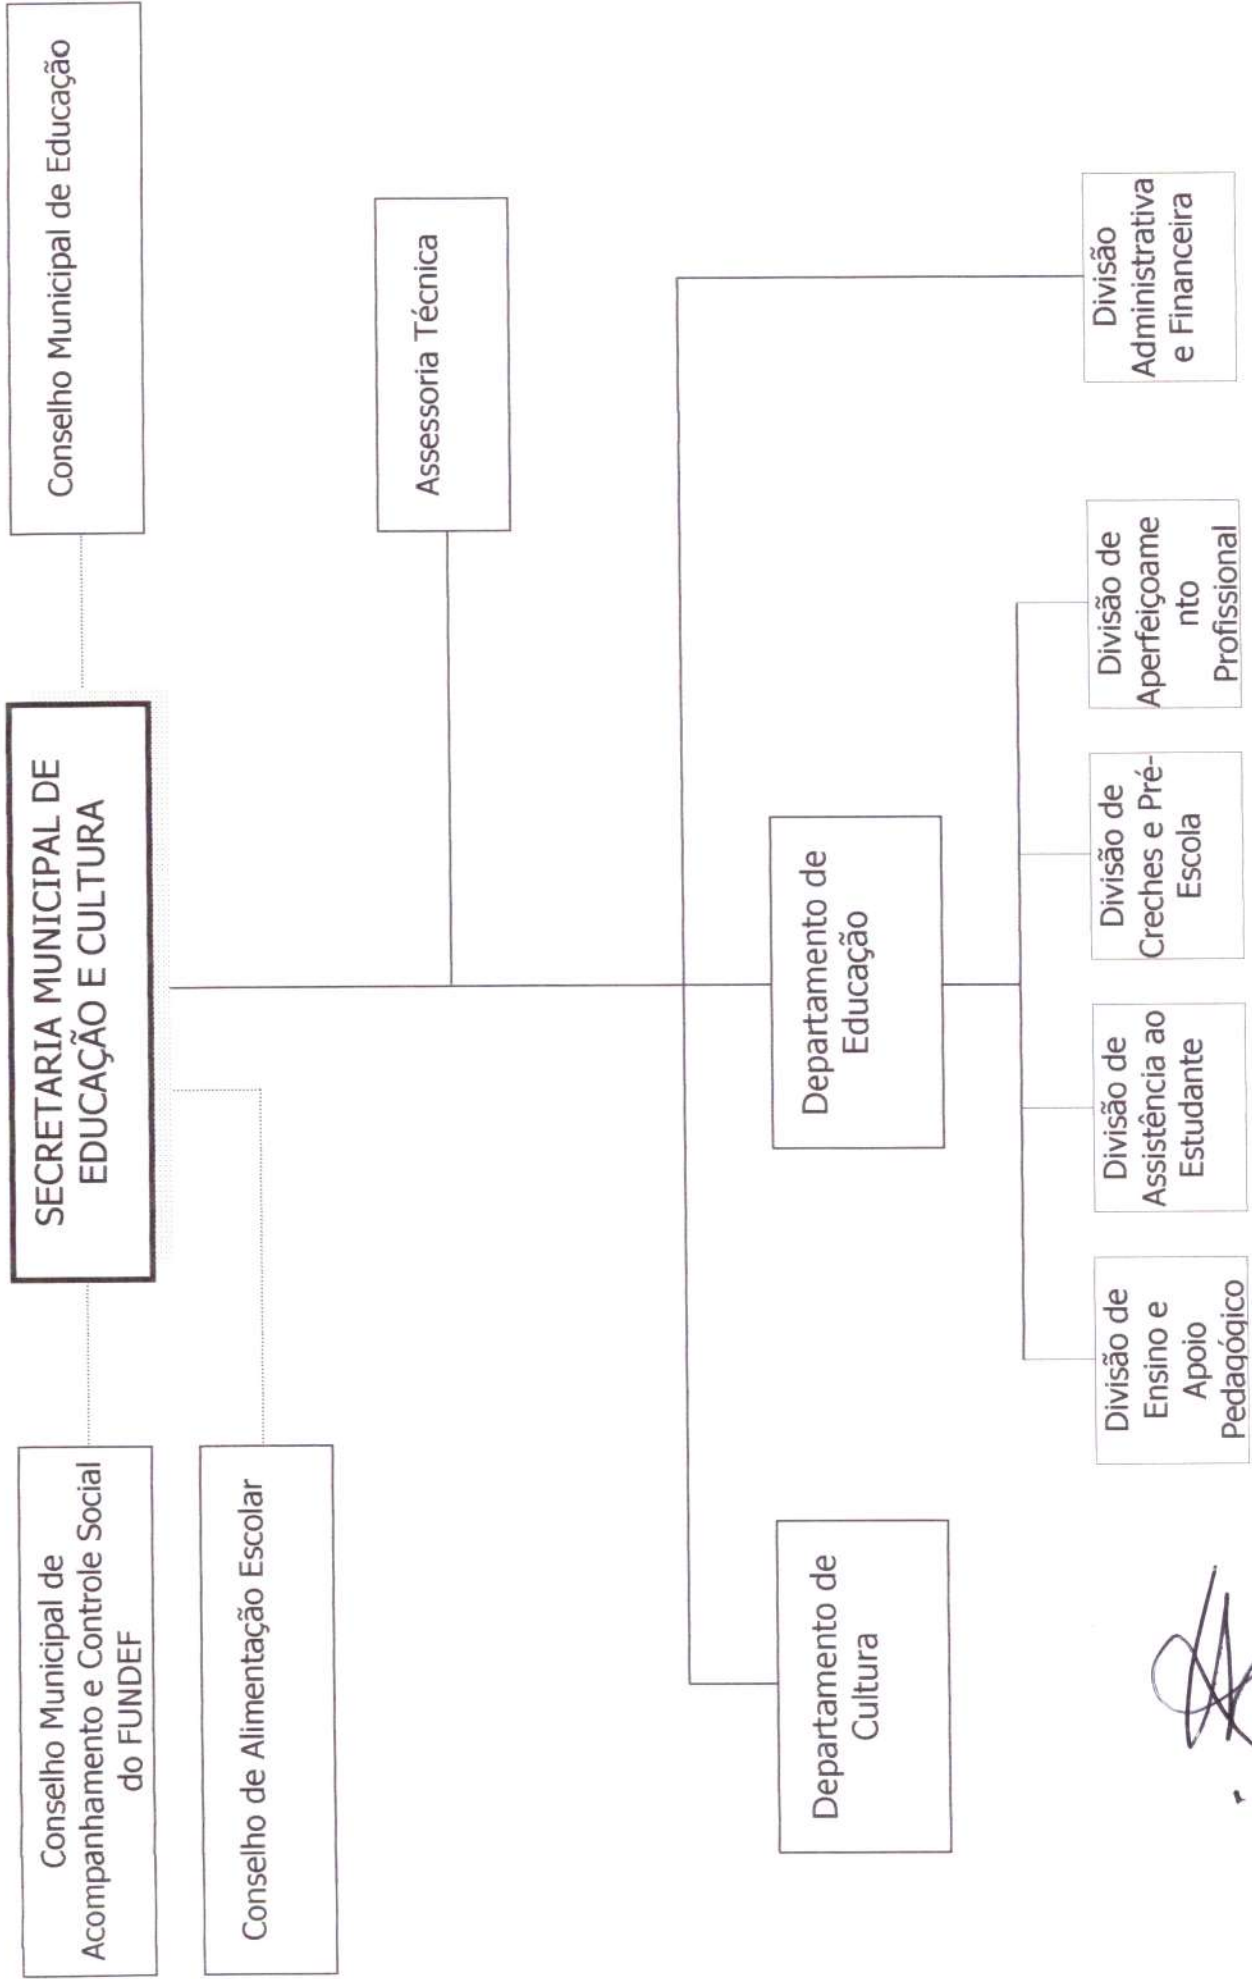 Conselho Municipal de
Acompanhamento e Controle Social
do FUNDEF
SECRETARIA MUNICIPAL DE
EDUCAÇÃO E CULTURA
Conselho Municipal de Educação
Conselho de Alimentação Escolar
Assessoria Técnica
Departamento de
Cultura
Departamento de
Educação
Divisão de
Ensino e
Apoio
Pedagógico
Divisão de
Assistência ao
Estudante
Divisão de
Creches e Pré-
Escola
Divisão de
Aperfeiçoame
nto
Profissional
Divisão
Administrativa
e Financeira